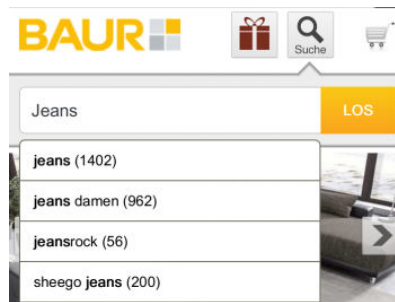 BAUR
Suche
Jeans
LOS
jeans (1402)
jeans damen (962)
jeansrock (56)
sheego jeans (200)